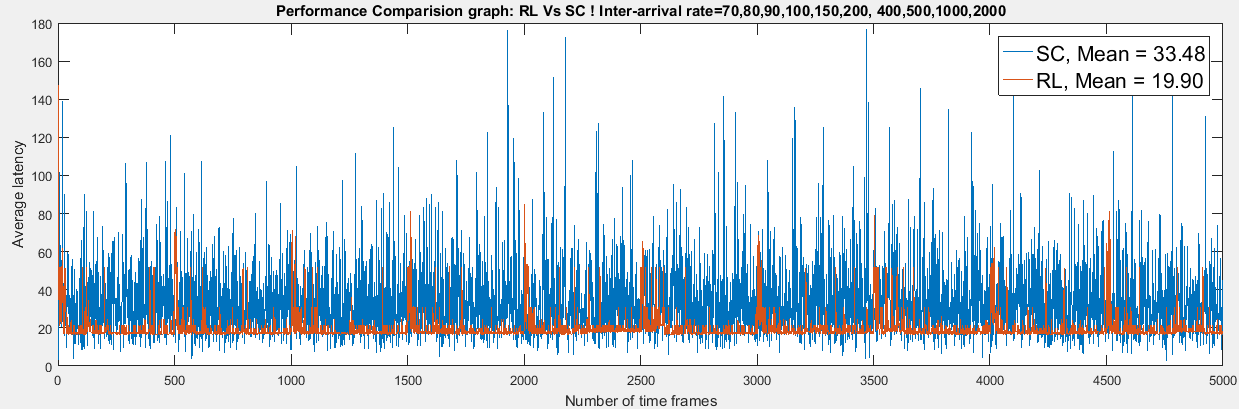 Performance Comparision graph: RL Vs SC ! Inter-arrival rate=70,80,90,100,150,200, 400,500,1000,2000
180
160
140
120
100
80
60
40
20
0
Average latency
SC, Mean = 33.48
RL, Mean = 19.90
0 500 1000 1500 2000 2500 3000 3500 4000 4500 5000
Number of time frames